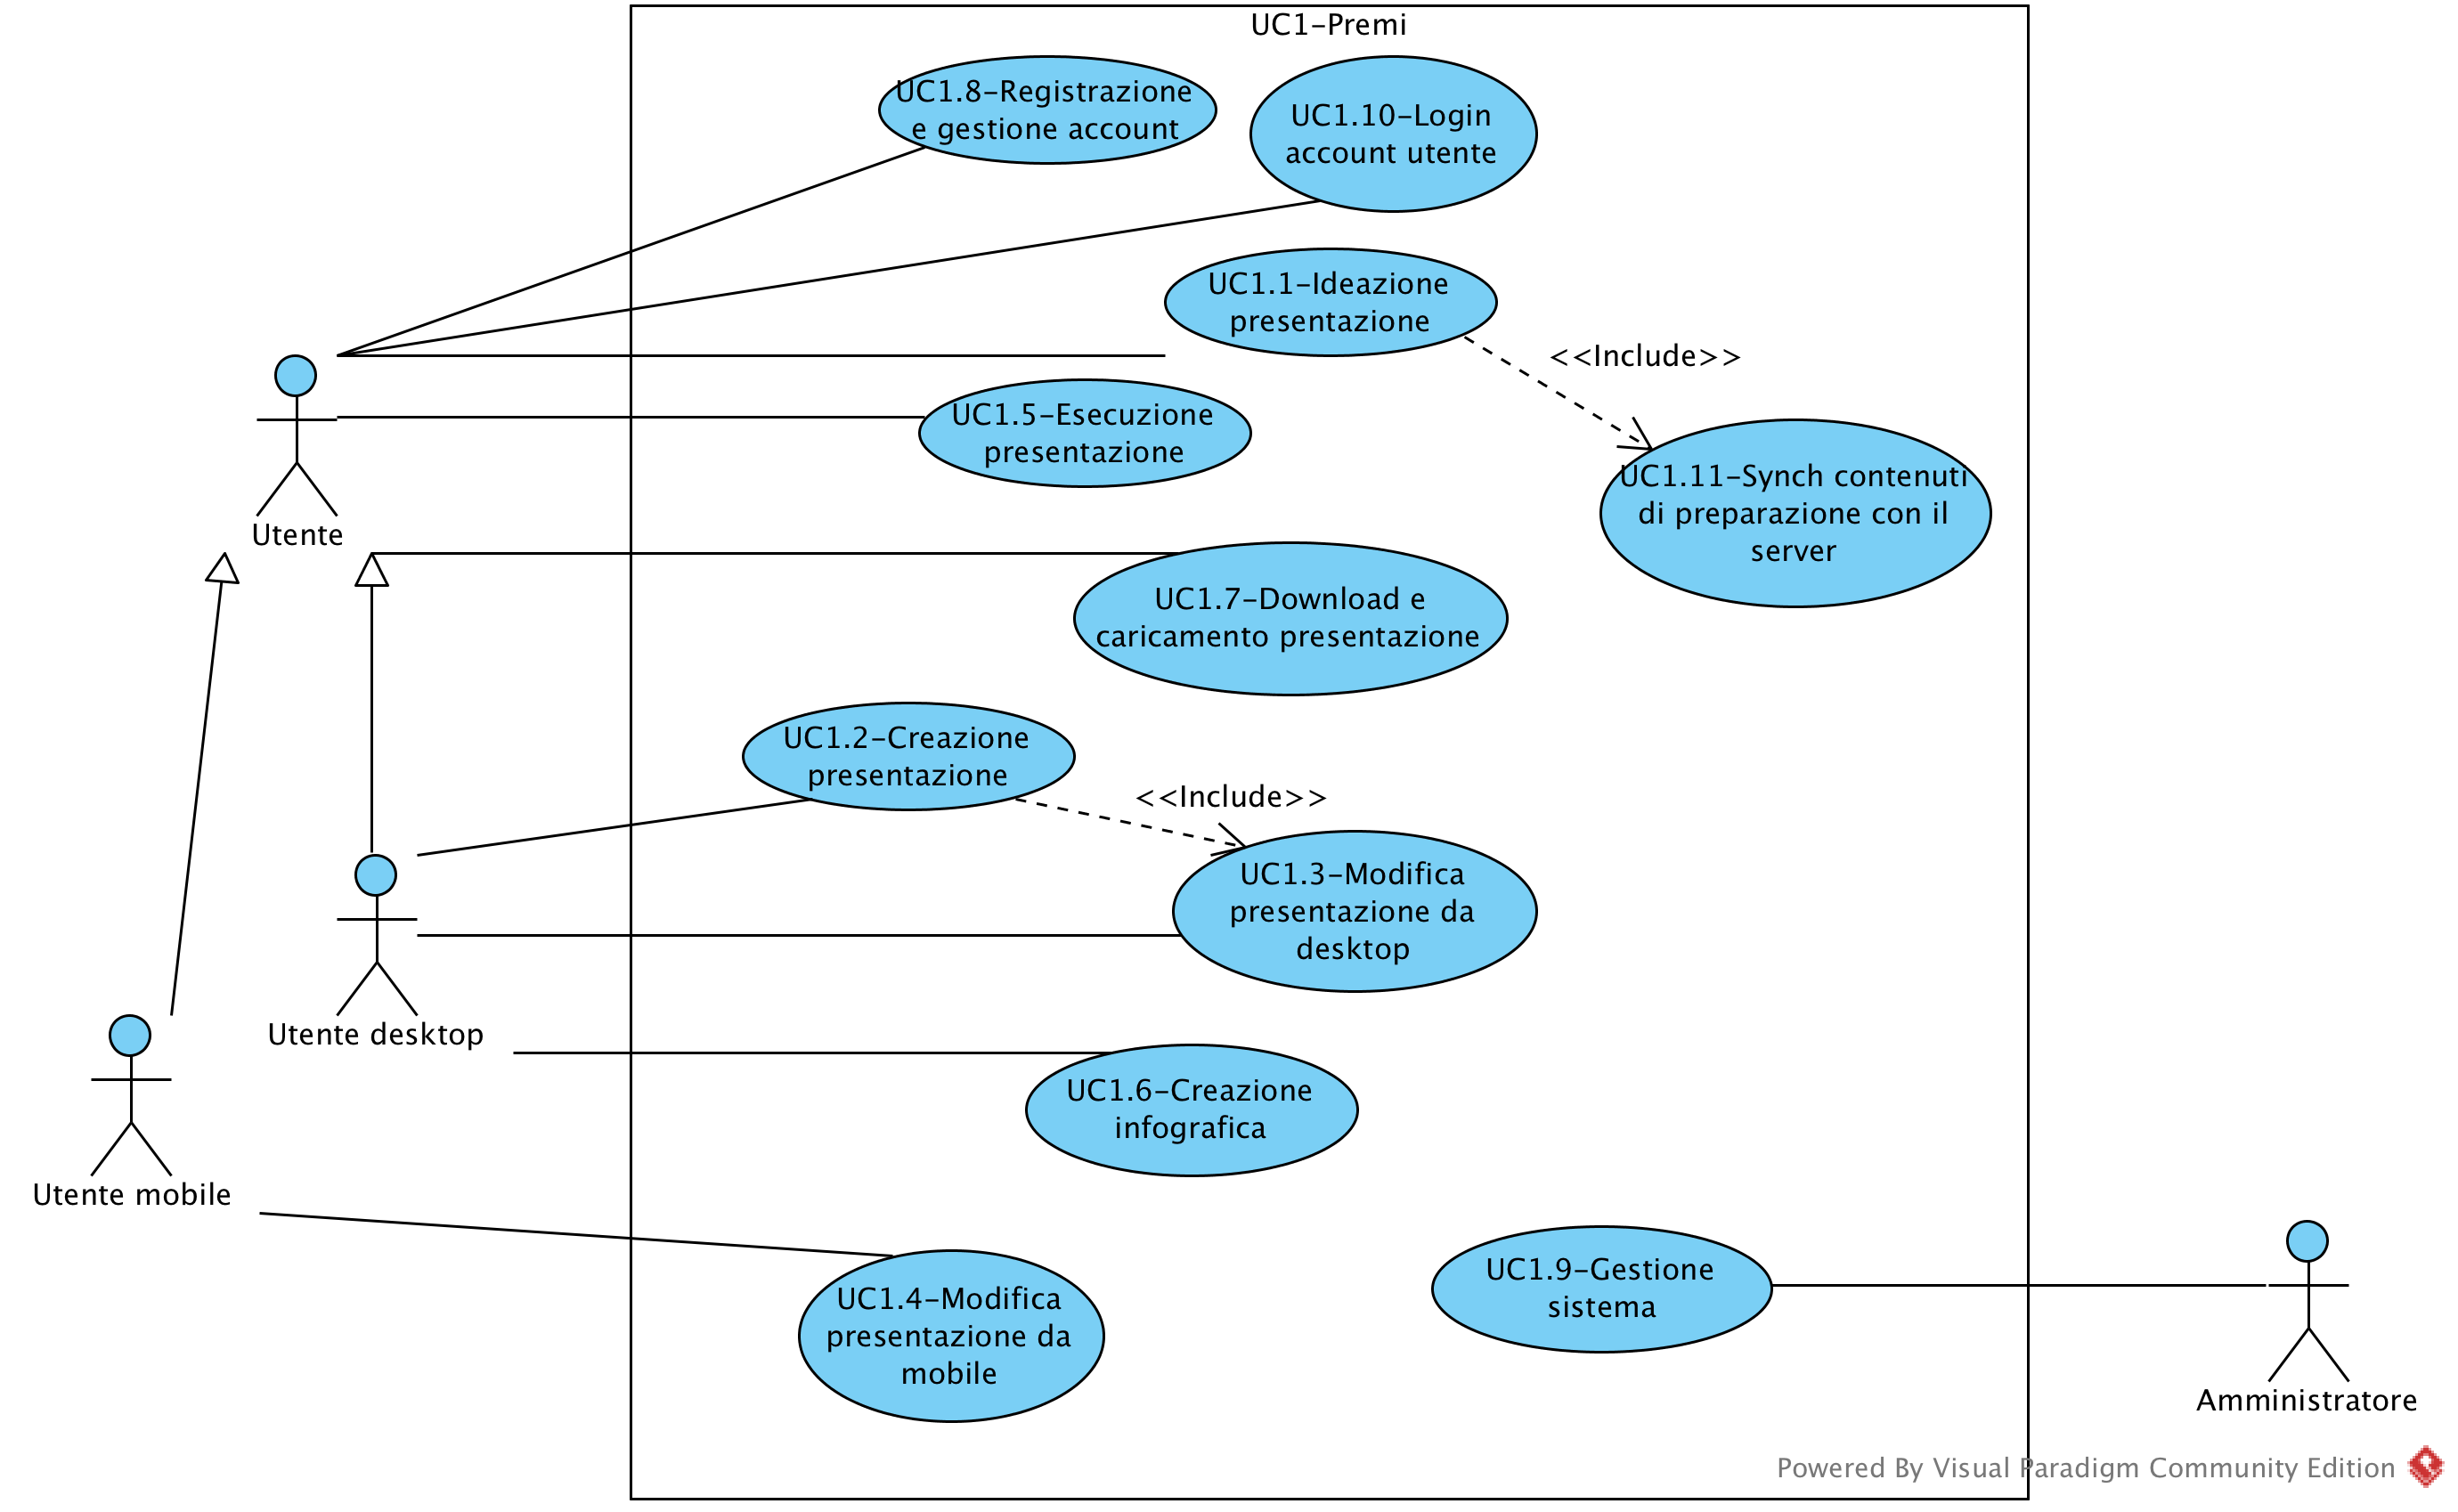 UC1-Premi
UC1.8-Registrazione
e gestione account
UC1.10-Login
account utente
UC1.1-Ideazione
presentazione
<<Include>>
UC1.5-Esecuzione
presentazione
UC1.11-Synch contenuti
di preparazione con il
server
Utente
UC1.7-Download e
caricamento presentazione
UC1.2-Creazione
presentazione
<<Include>>
UC1.3-Modifica
presentazione da
desktop
Utente desktop
UC1.6-Creazione
infografica
Utente mobile
UC1.9-Gestione
sistema
UC1.4-Modifica
presentazione da
mobile
Amministratore
Powered By Visual Paradigm Community Edition